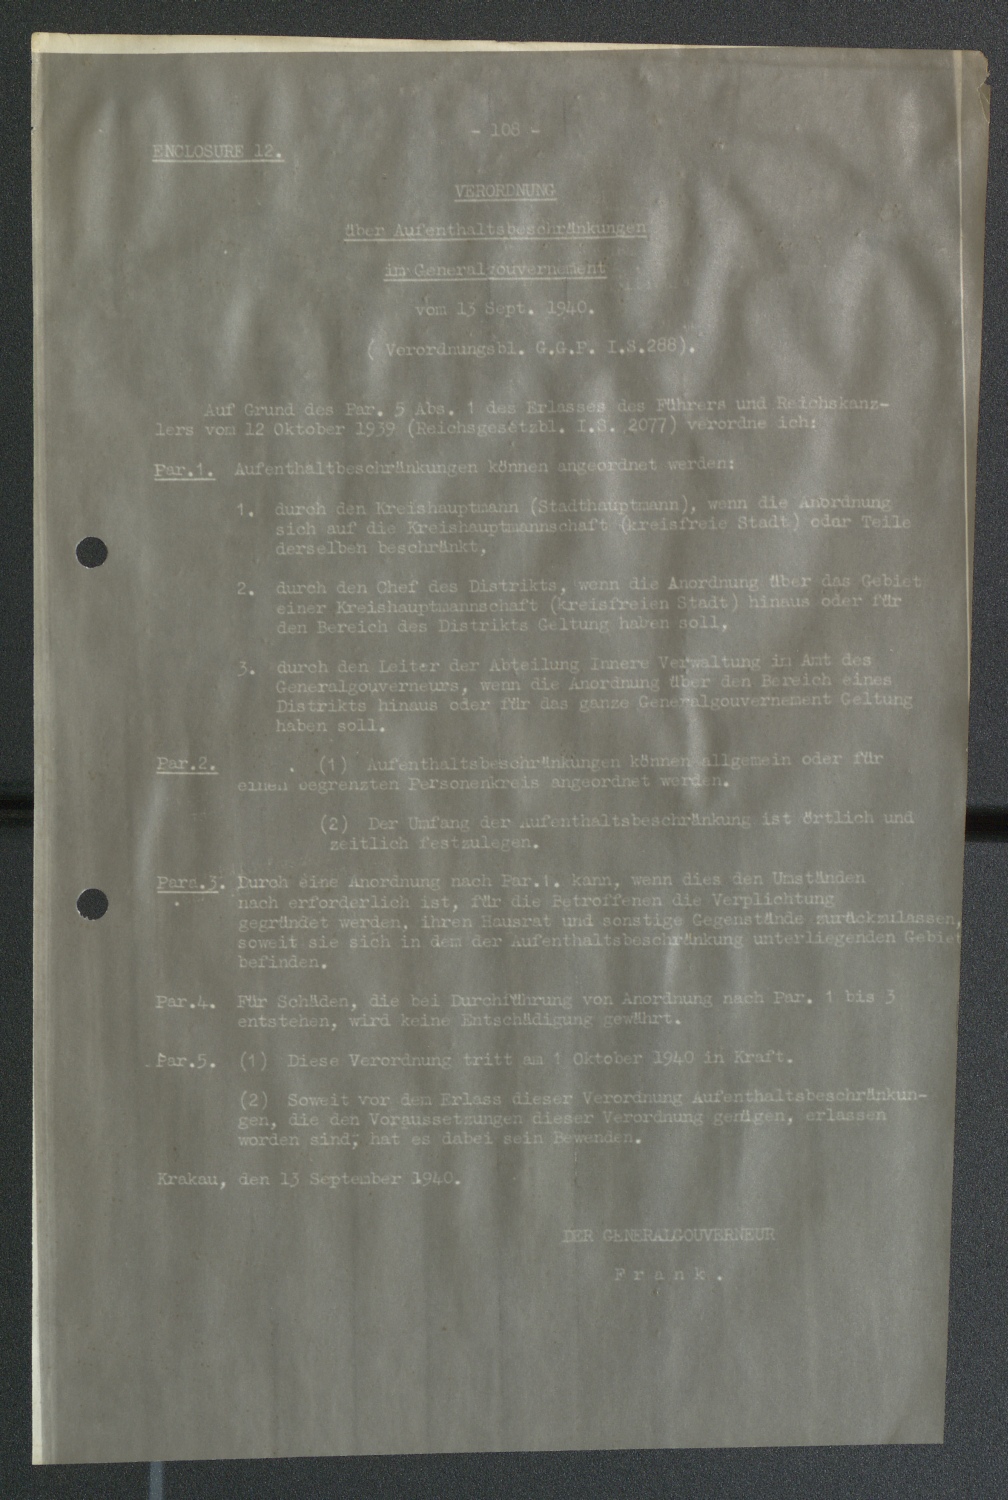 - 108 -
ENCLOSURE 12.
VERORDNUNG
über Aufenthaltsbeschränkungen
im Generalgouvernement
vom 13 Sept. 1940.
( Verordnungsbl. G.G.P. I.S.288).
Auf Grund des Par. 5 Abs. 1 des Erlasses des Führers und Reichskanz-
lers vom 12 Oktober 1939 (Reichsgesetzbl. I.S. 2077) verordne ich:
Par.1. Aufenthaltbeschränkungen können angeordnet werden:
1. durch den Kreishauptmann (Stadthauptmann), wenn die Anordnung
sich auf die Kreishauptmannschaft (kreisfreie Stadt) oder Teile
derselben beschränkt,
2. durch den Chef des Distrikts, wenn die Anordnung über das Gebiet
einer Kreishauptmannschaft (kreisfreien Stadt) hinaus oder für
den Bereich des Distrikts Geltung haben soll,
3. durch den Leiter der Abteilung Innere Verwaltung im Amt des
Generalgouverneurs, wenn die Anordnung über den Bereich eines
Distrikts hinaus oder für das ganze Generalgouvernement Geltung
haben soll.
Par.2. (1) Aufenthaltsbeschränkungen können allgemein oder für
einen begrenzten Personenkreis angeordnet werden.
(2) Der Umfang der Aufenthaltsbeschränkung ist örtlich und
zeitlich festzulegen.
Para.3. Durch eine Anordnung nach Par.1. kann, wenn dies den Umständen
nach erforderlich ist, für die Betroffenen die Verplichtung
gegründet werden, ihren Hausrat und sonstige Gegenstände zurückzulassen,
soweit sie sich in dem der Aufenthaltsbeschränkung unterliegenden Gebiet
befinden.
Par.4. Für Schäden, die bei Durchführung von Anordnung nach Par. 1 bis 3
entstehen, wird keine Entschädigung gewährt.
Par.5. (1) Diese Verordnung tritt am 1 Oktober 1940 in Kraft.
(2) Soweit vor dem Erlass dieser Verordnung Aufenthaltsbeschränkun-
gen, die den Voraussetzungen dieser Verordnung genügen, erlassen
worden sind, hat es dabei sein Bewenden.
Krakau, den 13 September 1940.
DER GENERALGOUVERNEUR
F r a n k .